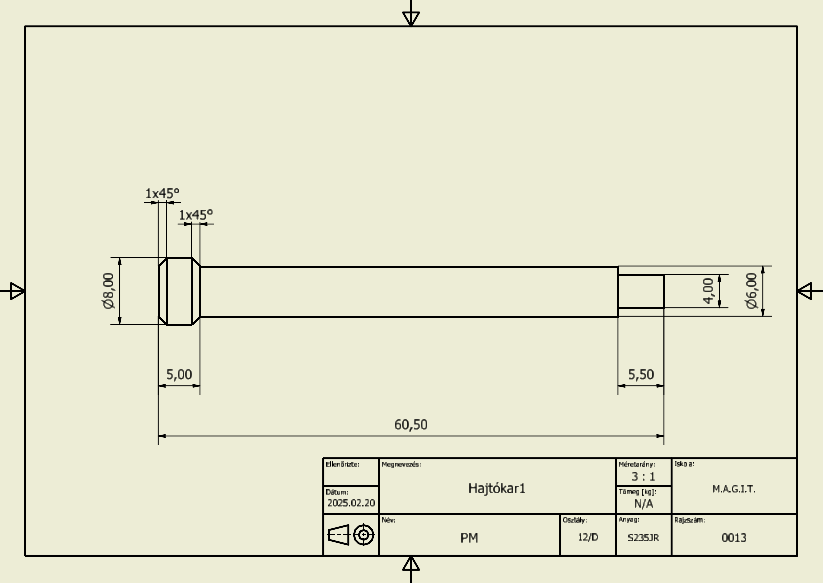 1x45°
1x45°
Ø8,00
4,00
Ø6,00
5,00
5,50
60,50
Ellenőrizte:
Megnevezés:
Méretarány:
Iskola:
Hajtókar1
3 : 1
M.A.G.I.T.
Dátum:
2025.02.20
Tömeg [kg]:
N/A
Név:
Osztály:
Anyag:
Rajzszám:
PM
12/D
S235JR
0013